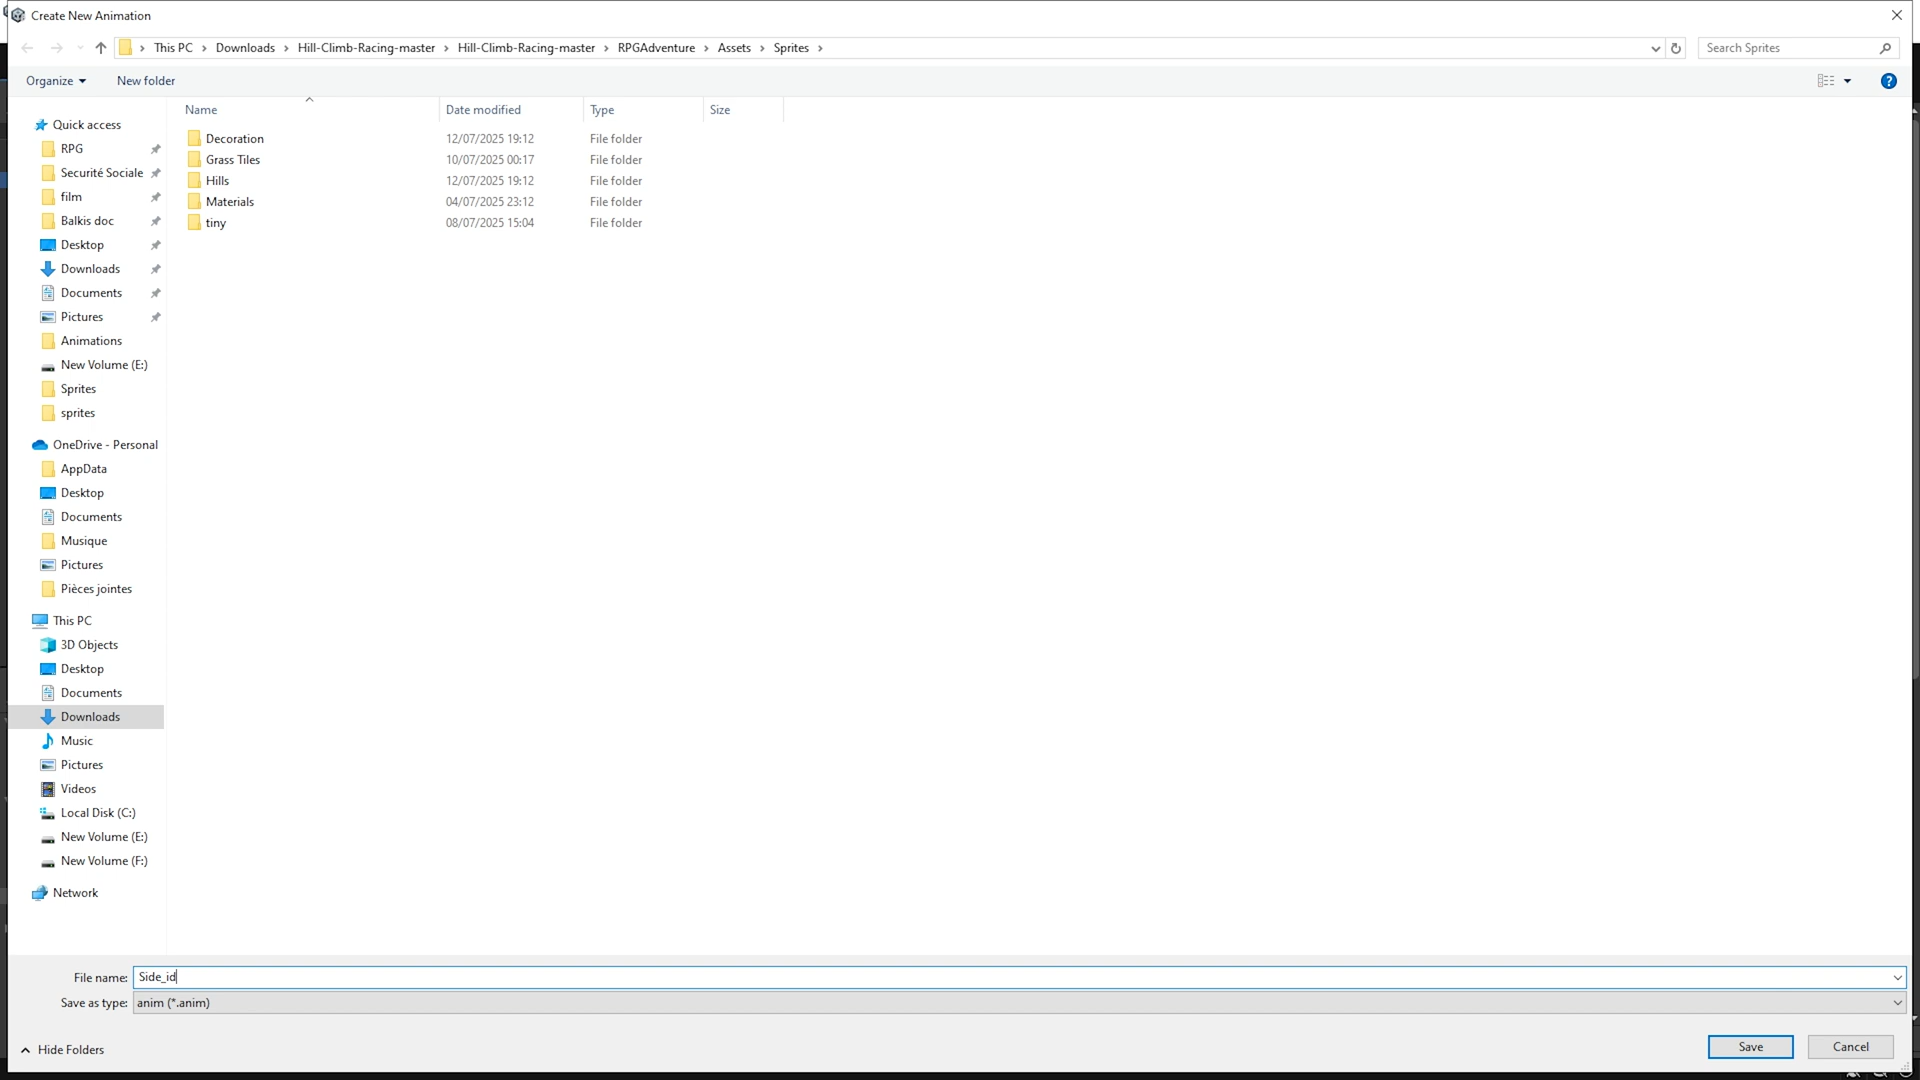 Create New Animation
This PC > Downloads > Hill-Climb-Racing-master > Hill-Climb-Racing-master > RPGAdventure > Assets > Sprites >
Search Sprites
Organize
New folder
Name
Date modified
Type
Size
Decoration 12/07/2025 19:12 File folder
Grass Tiles 10/07/2025 00:17 File folder
Hills 12/07/2025 19:12 File folder
Materials 04/07/2025 23:12 File folder
tiny 08/07/2025 15:04 File folder
Quick access
RPG
Securité Sociale
film
Balkis doc
Desktop
Downloads
Documents
Pictures
Animations
New Volume (E:)
Sprites
sprites
OneDrive - Personal
AppData
Desktop
Documents
Musique
Pictures
Pièces jointes
This PC
3D Objects
Desktop
Documents
Downloads
Music
Pictures
Videos
Local Disk (C:)
New Volume (E:)
New Volume (F:)
Network
File name: Side_id
Save as type: anim (*.anim)
Hide Folders
Save
Cancel